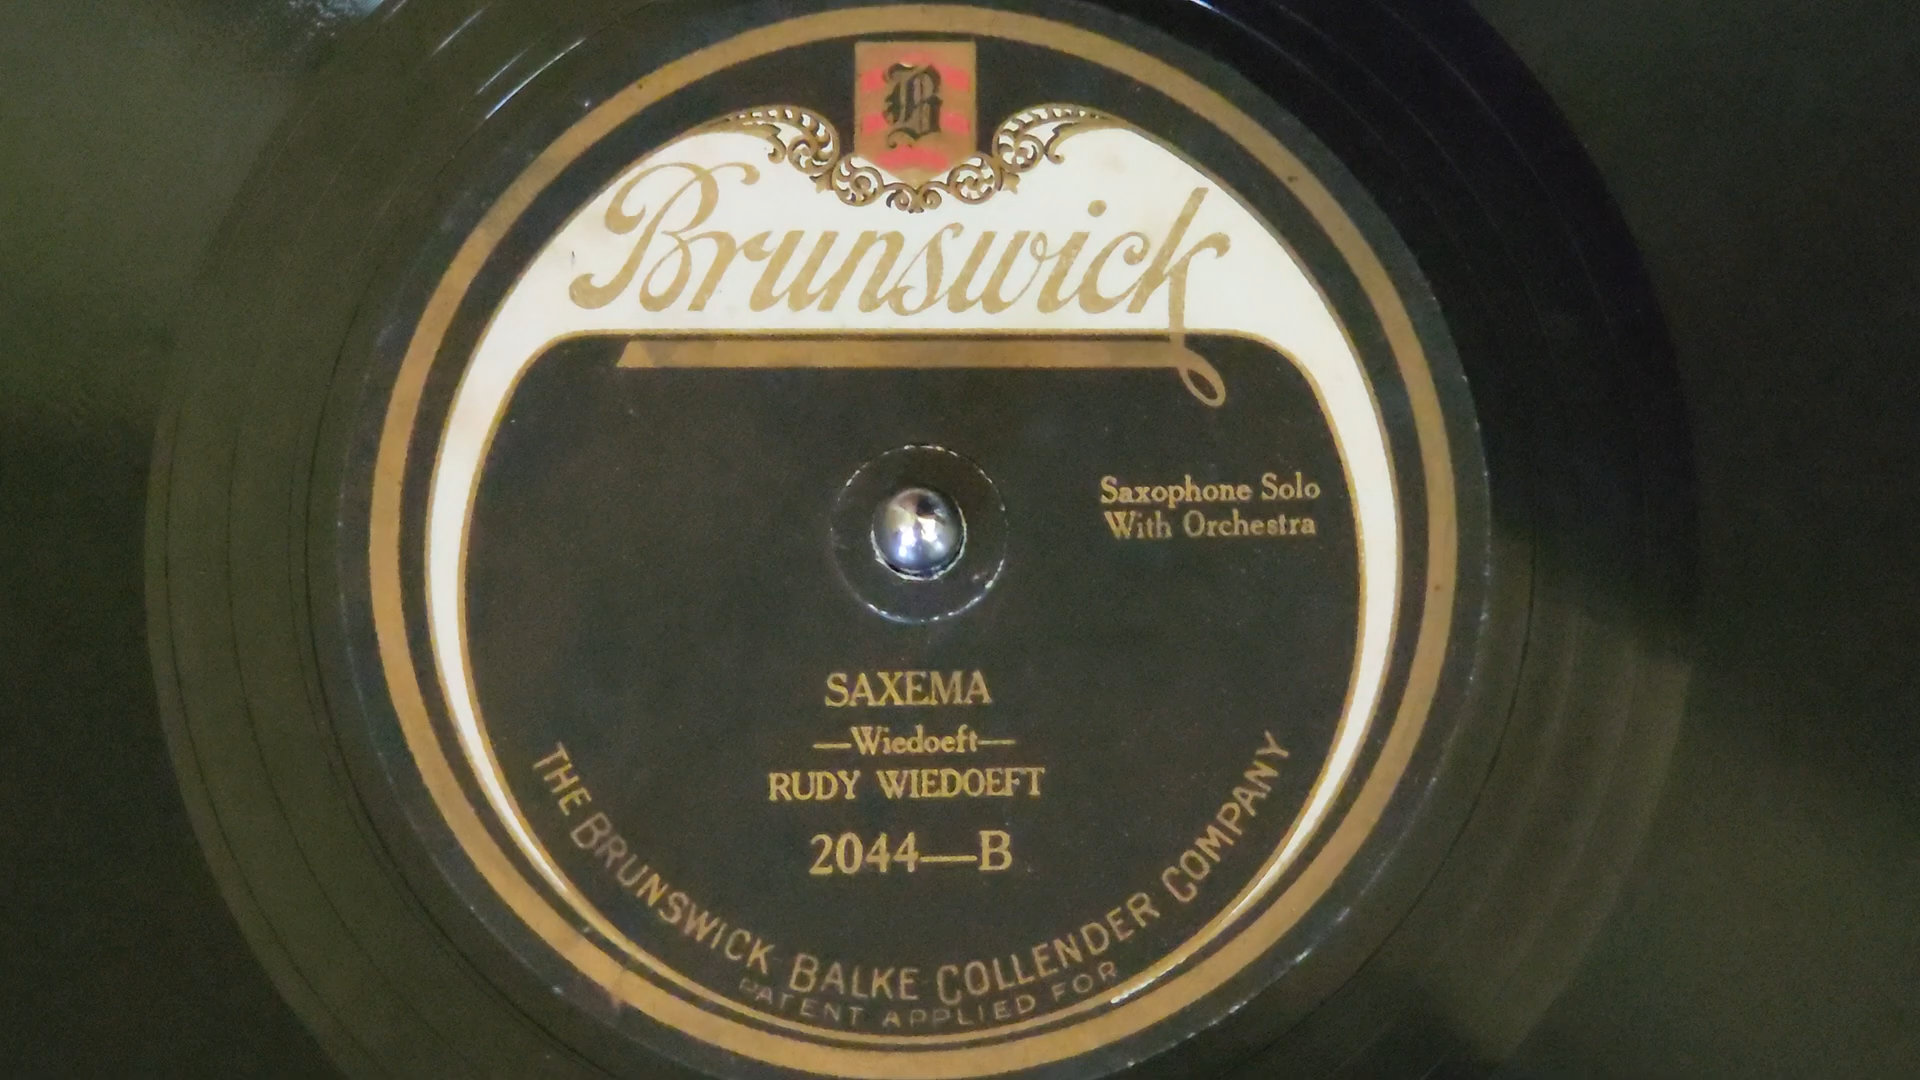 B
Brunswick
Saxophone Solo
With Orchestra
SAXEMA
—Wiedoeft—
RUDY WIEDOEFT
2044—B
THE BRUNSWICK BALKE COLLENDER COMPANY
PATENT APPLIED FOR